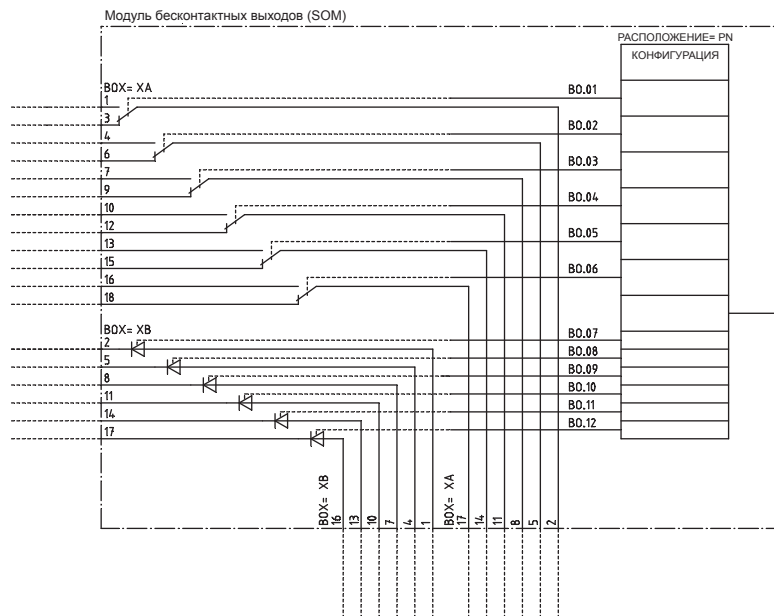 Модуль бесконтактных выходов (SOM)
РАСПОЛОЖЕНИЕ= PN
КОНФИГУРАЦИЯ
BOX= XA
BO.01
1
3
BO.02
4
6
BO.03
7
9
BO.04
10
12
BO.05
13
15
BO.06
16
18
BOX= XB
BO.07
2
BO.08
5
BO.09
8
BO.10
11
BO.11
14
BO.12
17
BOX= XB
16
13
10
7
4
1
BOX= XA
17
14
11
8
5
2